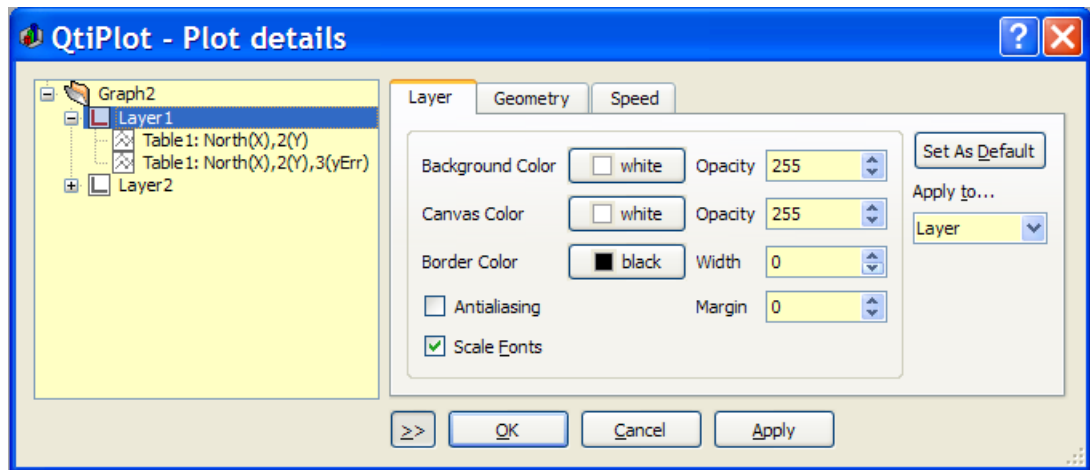 QtiPlot - Plot details
Graph2
Layer1
Table1: North(X),2(Y)
Table1: North(X),2(Y),3(yErr)
Layer2
Layer Geometry Speed
Background Color white Opacity 255
Canvas Color white Opacity 255
Border Color black Width 0
Antialiasing Margin 0
Scale Fonts
Set As Default
Apply to...
Layer
>> OK Cancel Apply